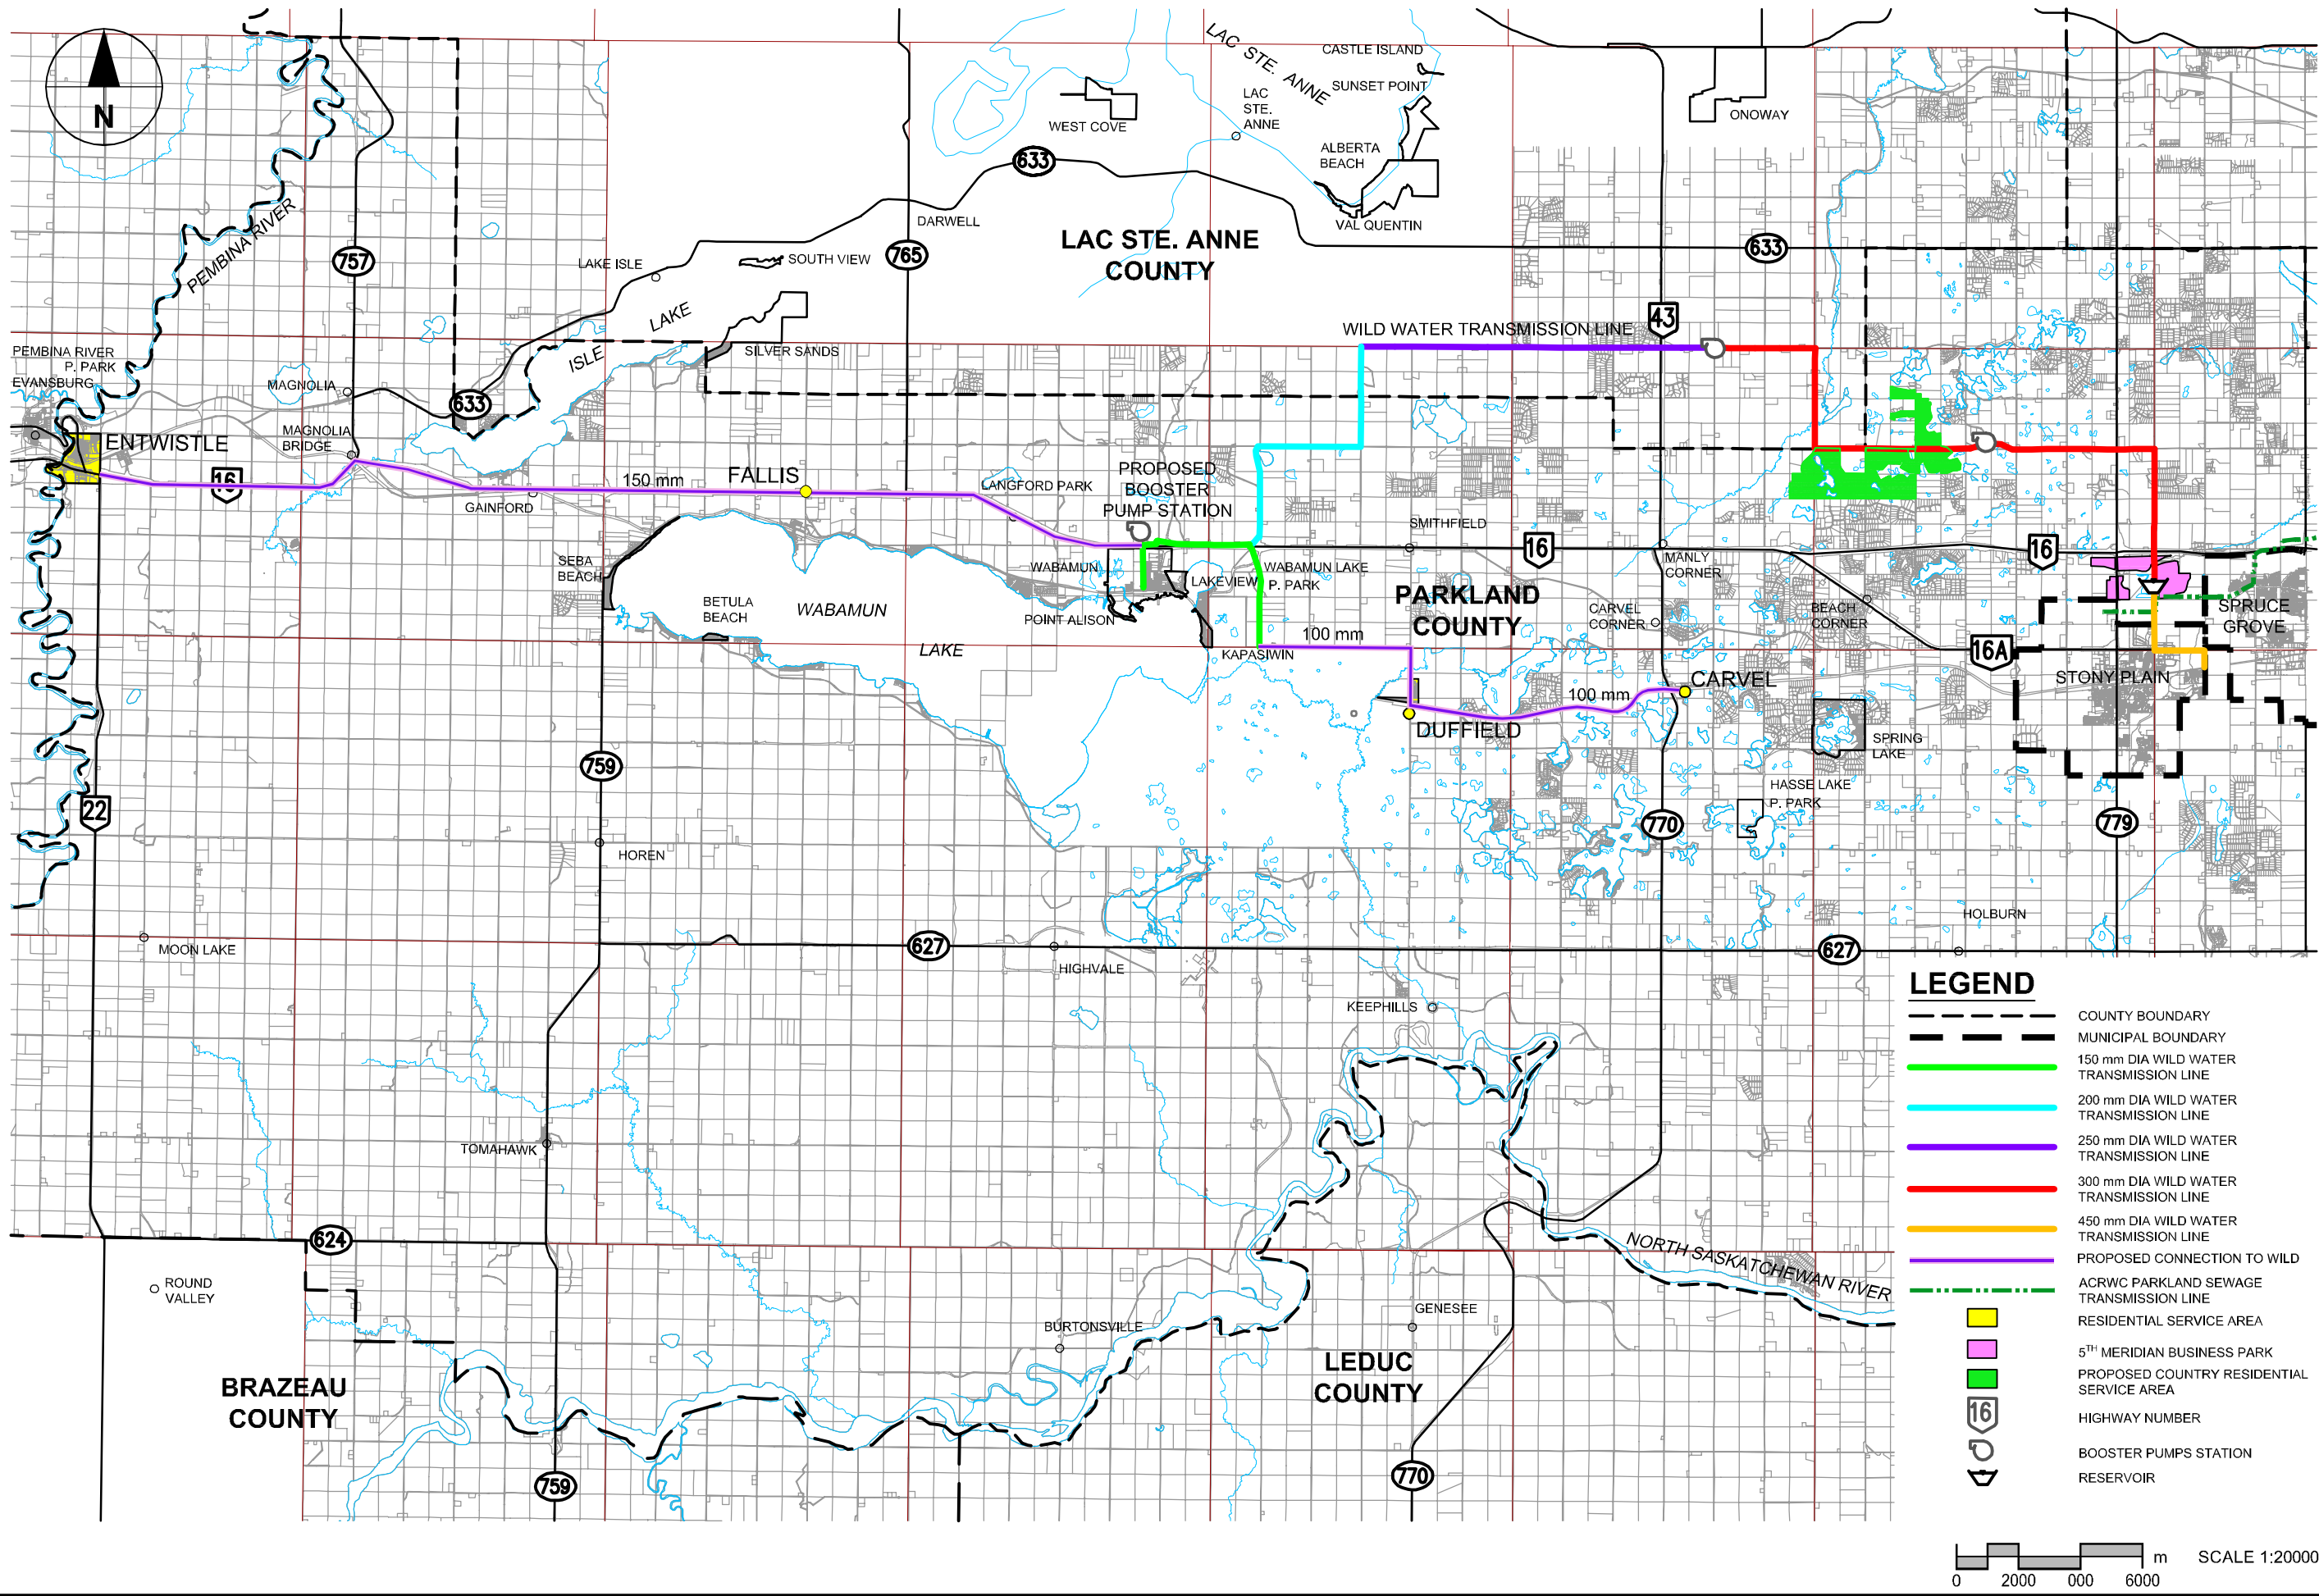 N
LAC STE. ANNE
CASTLE ISLAND
SUNSET POINT
LAC
STE.
ANNE
WEST COVE
ONOWAY
633
ALBERTA
BEACH
VAL QUENTIN
DARWELL
LAC STE. ANNE
COUNTY
633
PEMBINA RIVER
757
765
LAKE ISLE
SOUTH VIEW
LAKE
ISLE
SILVER SANDS
WILD WATER TRANSMISSION LINE
43
PEMBINA RIVER
P. PARK
EVANSBURG
MAGNOLIA
633
MAGNOLIA
BRIDGE
ENTWISTLE
16
150 mm
FALLIS
GAINFORD
LANGFORD PARK
PROPOSED
BOOSTER
PUMP STATION
SMITHFIELD
16
MANLY
CORNER
16
SEBA
BEACH
WABAMUN
LAKEVIEW
WABAMUN LAKE
P. PARK
PARKLAND
COUNTY
BETULA
BEACH
WABAMUN
LAKE
POINT ALISON
CARVEL
CORNER
BEACH
CORNER
SPRUCE
GROVE
100 mm
KAPASIWIN
16A
STONY PLAIN
100 mm
CARVEL
DUFFIELD
SPRING
LAKE
759
22
HASSE LAKE
P. PARK
770
779
HOREN
HOLBURN
MOON LAKE
627
HIGHVALE
627
KEEPHILLS
TOMAHAWK
624
ROUND
VALLEY
NORTH SASKATCHEWAN RIVER
GENESEE
BURTONSVILLE
BRAZEAU
COUNTY
LEDUC
COUNTY
759
770
LEGEND
COUNTY BOUNDARY
MUNICIPAL BOUNDARY
150 mm DIA WILD WATER
TRANSMISSION LINE
200 mm DIA WILD WATER
TRANSMISSION LINE
250 mm DIA WILD WATER
TRANSMISSION LINE
300 mm DIA WILD WATER
TRANSMISSION LINE
450 mm DIA WILD WATER
TRANSMISSION LINE
PROPOSED CONNECTION TO WILD
ACRWC PARKLAND SEWAGE
TRANSMISSION LINE
RESIDENTIAL SERVICE AREA
5TH MERIDIAN BUSINESS PARK
PROPOSED COUNTRY RESIDENTIAL
SERVICE AREA
16
HIGHWAY NUMBER
BOOSTER PUMPS STATION
RESERVOIR
m
SCALE 1:20000
0 2000 000 6000